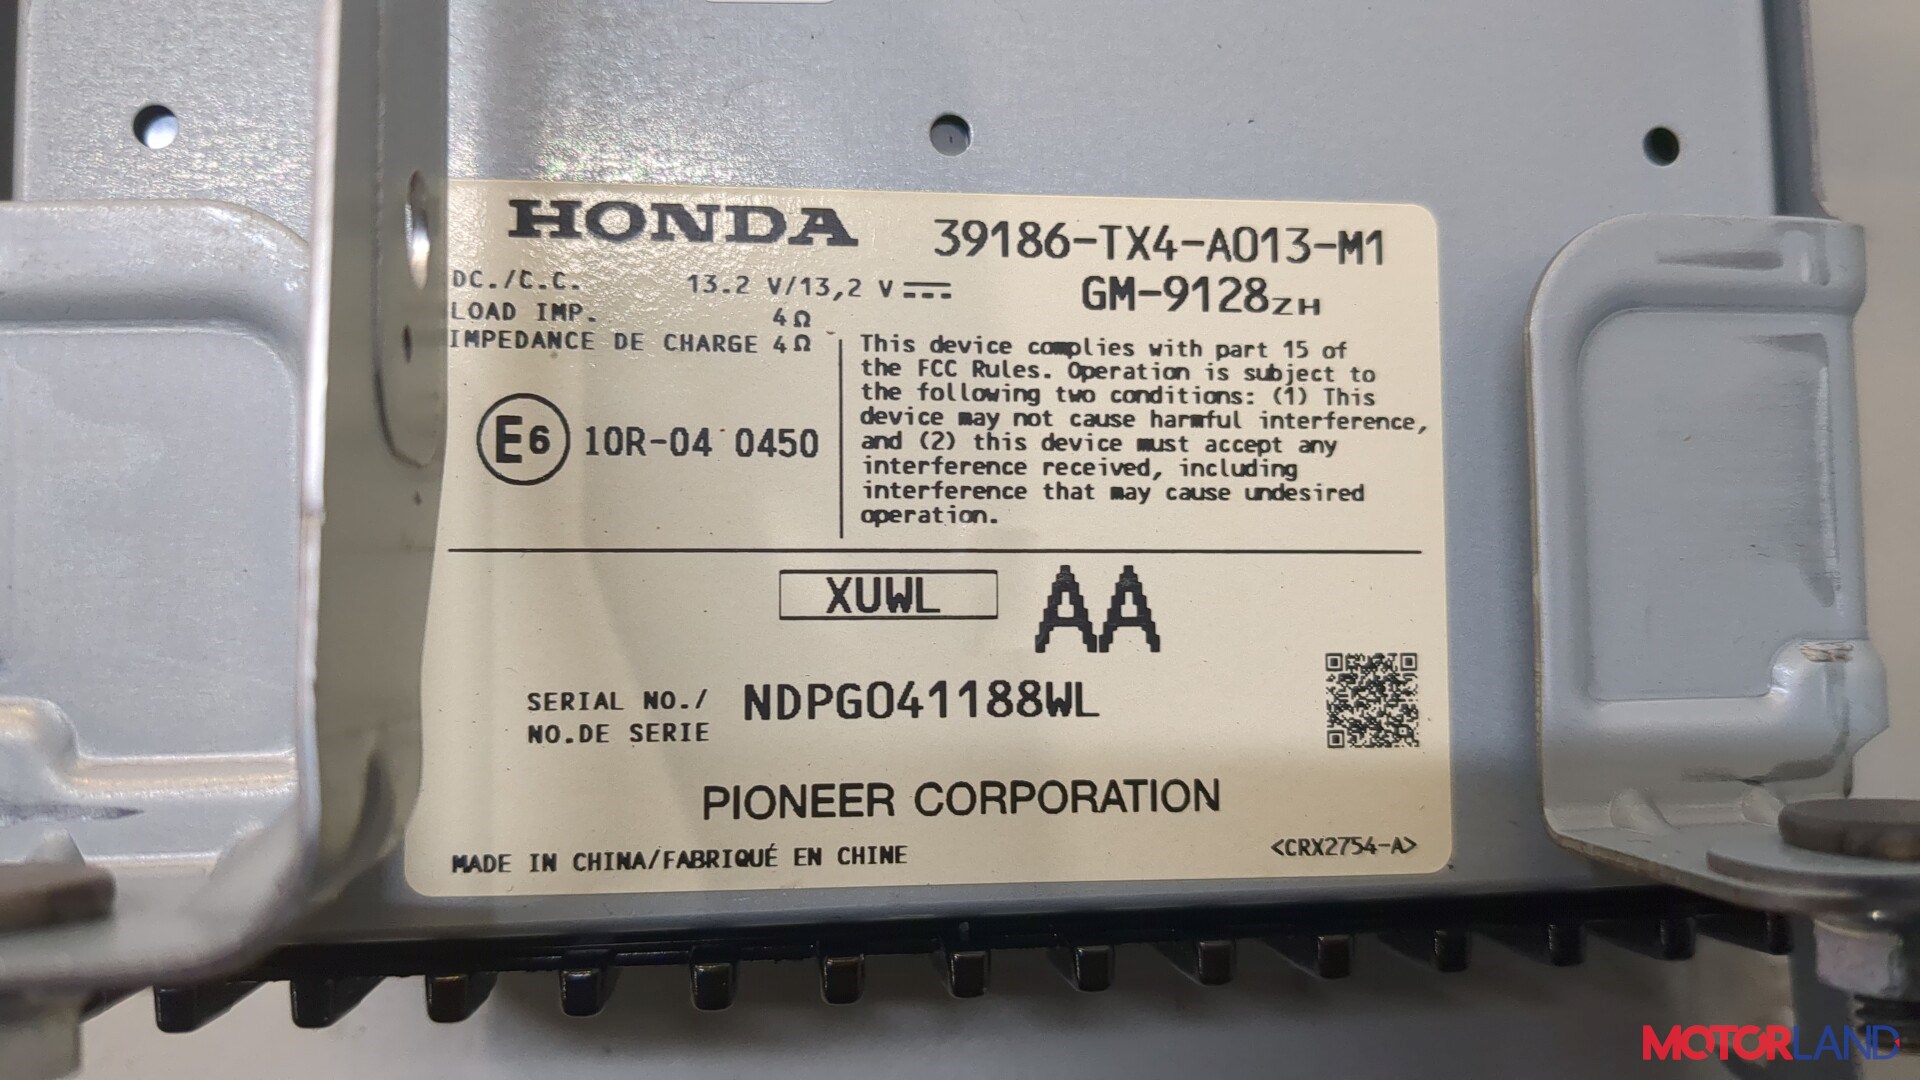 HONDA
39186-TX4-A013-M1
DC./C.C. 13.2 V/13,2 V
GM-9128ZH
LOAD IMP. 4Ω
IMPEDANCE DE CHARGE 4Ω
This device complies with part 15 of
the FCC Rules. Operation is subject to
the following two conditions: (1) This
device may not cause harmful interference,
and (2) this device must accept any
interference received, including
interference that may cause undesired
operation.
E6 10R-04 0450
XUWL AA
SERIAL NO./
NO.DE SERIE
NDPG041188WL
PIONEER CORPORATION
MADE IN CHINA/FABRIQUÉ EN CHINE
<CRX2754-A>
MOTORLAND